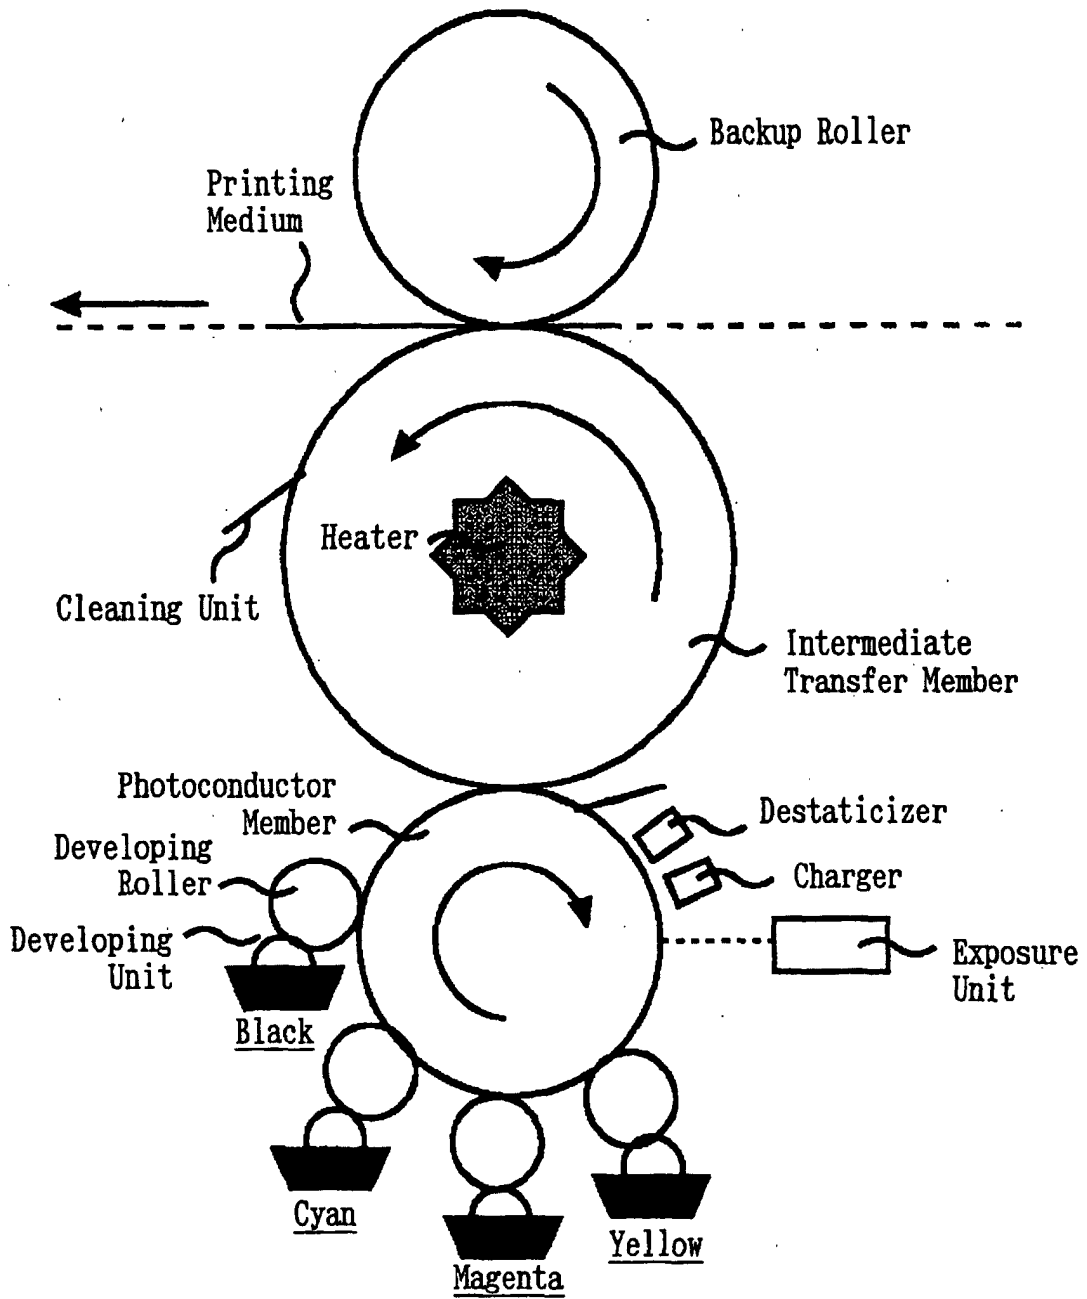 Backup Roller
Printing
Medium
Heater
Cleaning Unit
Intermediate
Transfer Member
Photoconductor
Member
Destaticizer
Developing
Roller
Charger
Developing
Unit
Exposure
Unit
Black
Cyan
Yellow
Magenta